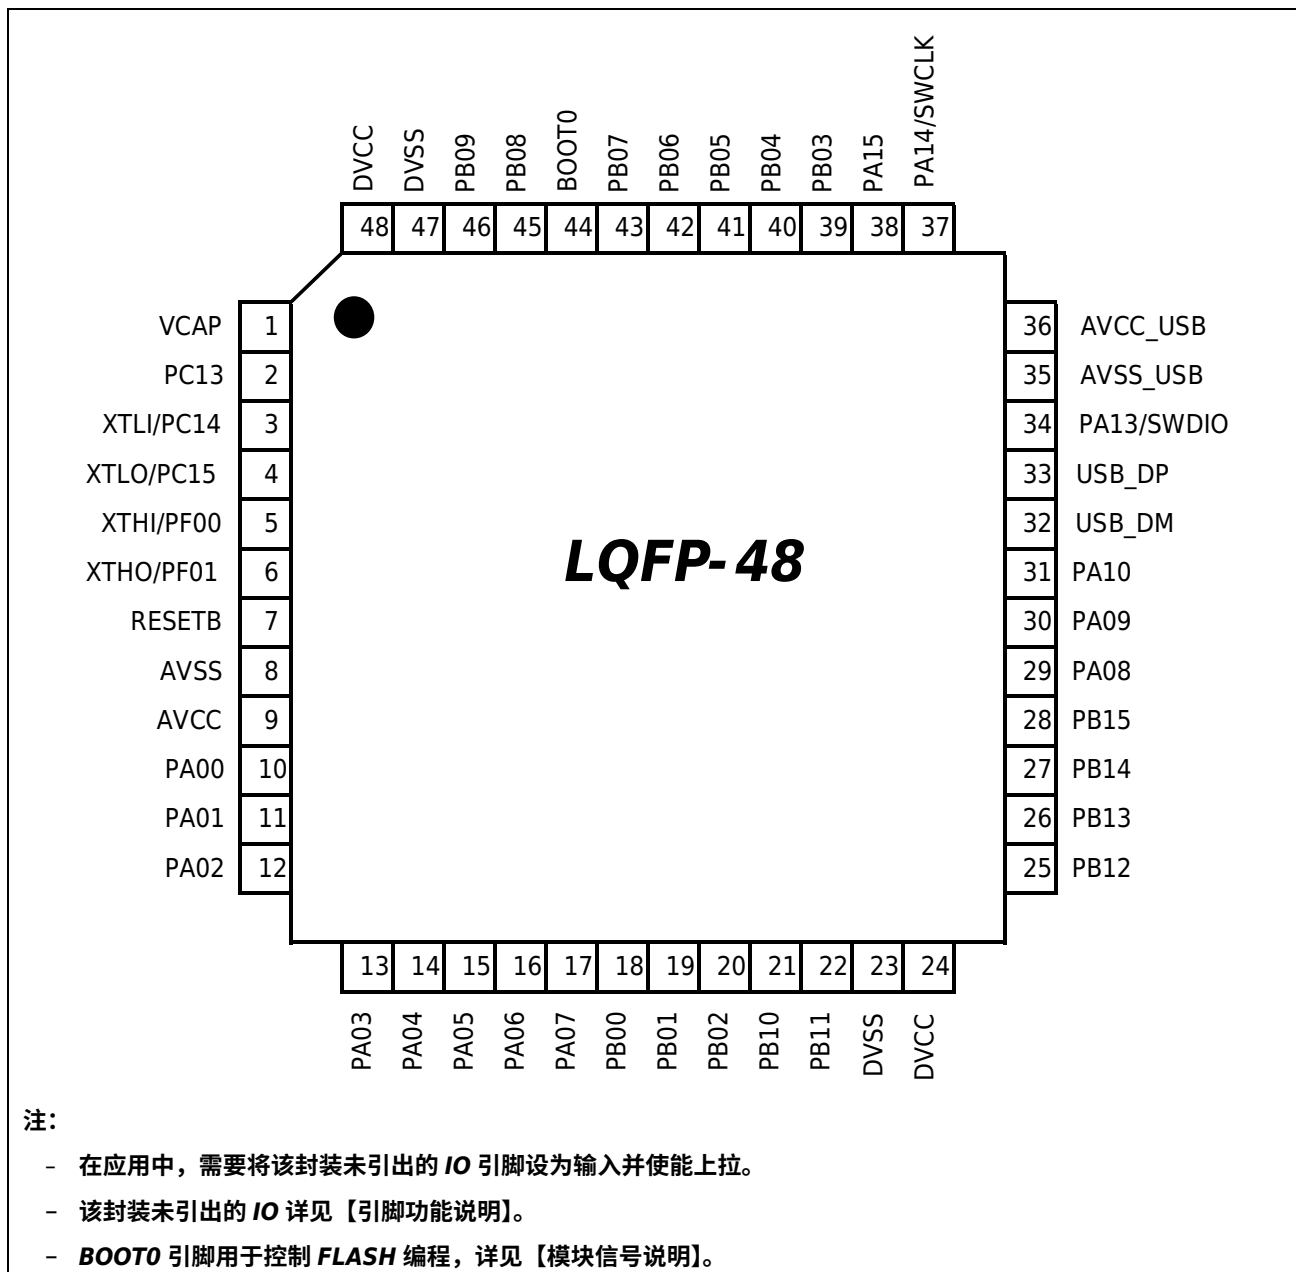 DVCC DVSS PB09 PB08 BOOT0 PB07 PB06 PB05 PB04 PB03 PA15 PA14/SWCLK
48 47 46 45 44 43 42 41 40 39 38 37
VCAP 1 36 AVCC_USB
PC13 2 35 AVSS_USB
XTLI/PC14 3 34 PA13/SWDIO
XTLO/PC15 4 33 USB_DP
XTHI/PF00 5 32 USB_DM
LQFP-48
XTHO/PF01 6 31 PA10
RESETB 7 30 PA09
AVSS 8 29 PA08
AVCC 9 28 PB15
PA00 10 27 PB14
PA01 11 26 PB13
PA02 12 25 PB12
13 14 15 16 17 18 19 20 21 22 23 24
PA03 PA04 PA05 PA06 PA07 PB00 PB01 PB02 PB10 PB11 DVSS DVCC
注：
– 在应用中，需要将该封装未引出的 IO 引脚设为输入并使能上拉。
– 该封装未引出的 IO 详见【引脚功能说明】。
– BOOT0 引脚用于控制 FLASH 编程，详见【模块信号说明】。